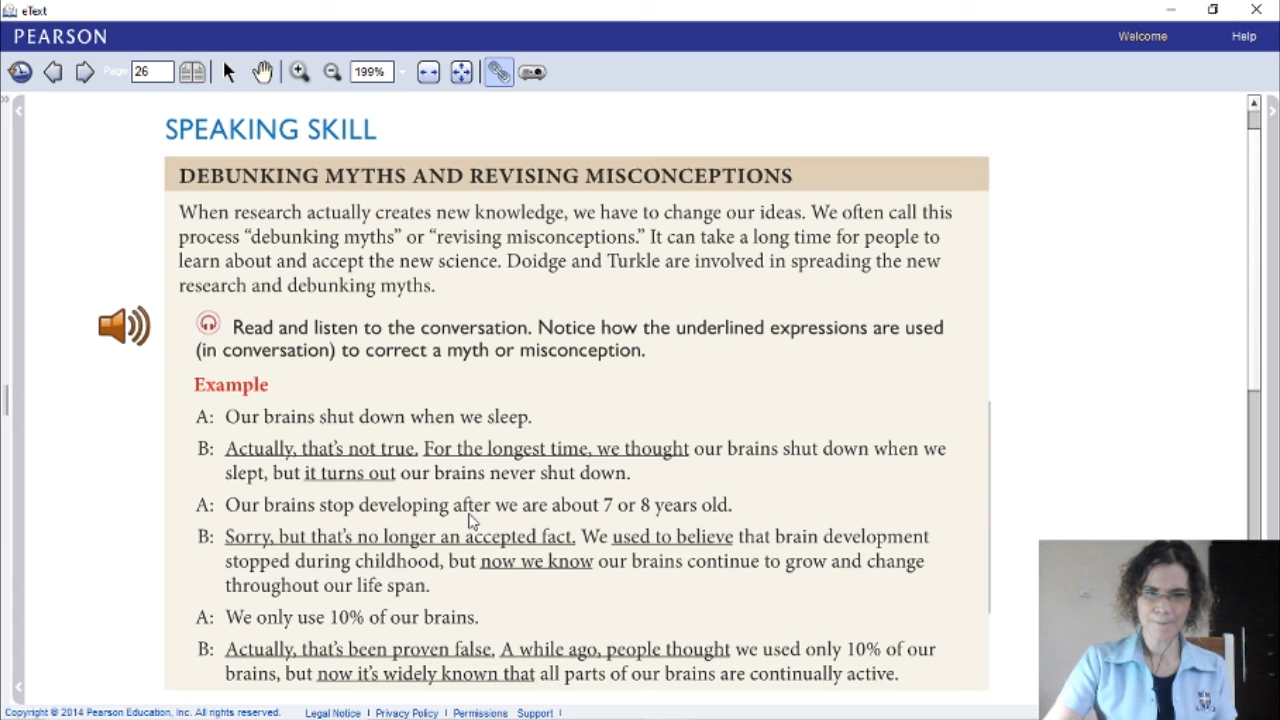 eText
PEARSON
Welcome
Help
Page
26
199%
SPEAKING SKILL
DEBUNKING MYTHS AND REVISING MISCONCEPTIONS
When research actually creates new knowledge, we have to change our ideas. We often call this
process “debunking myths” or “revising misconceptions.” It can take a long time for people to
learn about and accept the new science. Doidge and Turkle are involved in spreading the new
research and debunking myths.
Read and listen to the conversation. Notice how the underlined expressions are used
(in conversation) to correct a myth or misconception.
Example
A: Our brains shut down when we sleep.
B: Actually, that’s not true. For the longest time, we thought our brains shut down when we
slept, but it turns out our brains never shut down.
A: Our brains stop developing after we are about 7 or 8 years old.
B: Sorry, but that’s no longer an accepted fact. We used to believe that brain development
stopped during childhood, but now we know our brains continue to grow and change
throughout our life span.
A: We only use 10% of our brains.
B: Actually, that’s been proven false. A while ago, people thought we used only 10% of our
brains, but now it’s widely known that all parts of our brains are continually active.
Copyright © 2014 Pearson Education, Inc. All rights reserved. Legal Notice | Privacy Policy | Permissions Support |